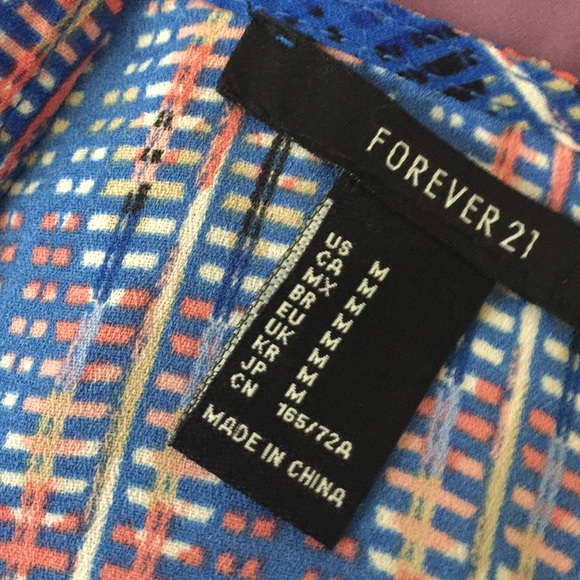 FOREVER 21
US M
CA M
MX M
BR M
EU M
UK M
KR M
JP M
CN 165/72A
MADE IN CHINA